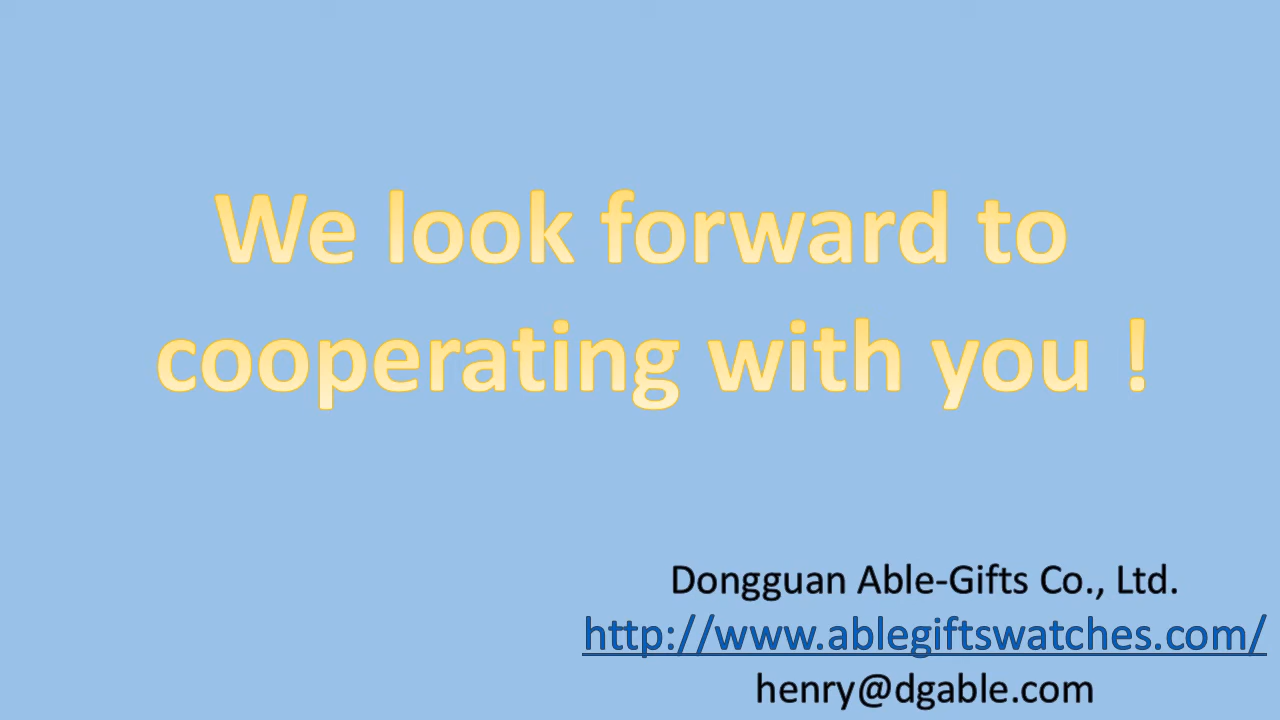 We look forward to
cooperating with you !
Dongguan Able-Gifts Co., Ltd.
http://www.ablegiftswatches.com/
henry@dgable.com